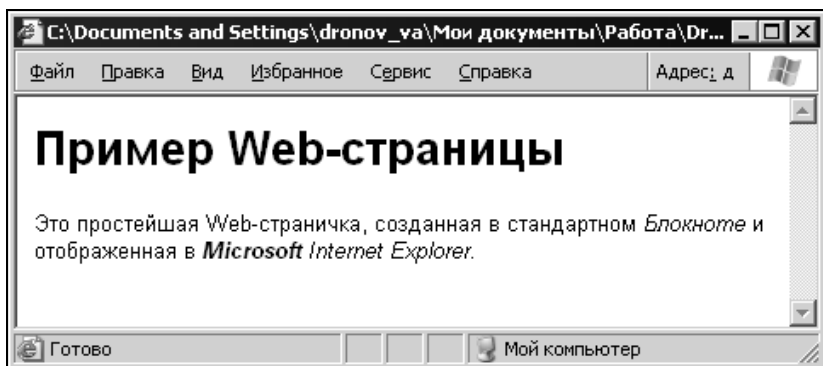 C:\Documents and Settings\dronov_va\Мои документы\Работа\Dr...
Файл Правка Вид Избранное Сервис Справка Адрес: д
Пример Web-страницы
Это простейшая Web-страничка, созданная в стандартном Блокноте и
отображенная в Microsoft Internet Explorer.
Готово Мой компьютер